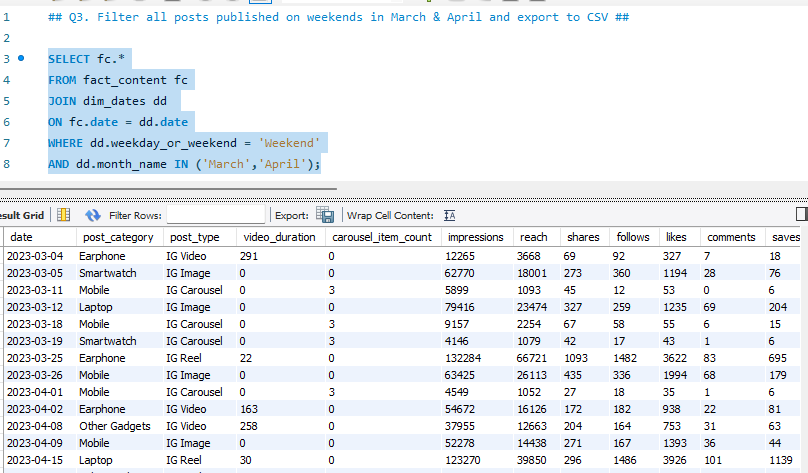 1 ## Q3. Filter all posts published on weekends in March & April and export to CSV ##
2
3 SELECT fc.*
4 FROM fact_content fc
5 JOIN dim_dates dd
6 ON fc.date = dd.date
7 WHERE dd.weekday_or_weekend = 'Weekend'
8 AND dd.month_name IN ('March','April');
esult Grid Filter Rows: Export: Wrap Cell Content:
date post_category post_type video_duration carousel_item_count impressions reach shares follows likes comments saves
2023-03-04 Earphone IG Video 291 0 12265 3668 69 92 327 7 18
2023-03-05 Smartwatch IG Image 0 0 62770 18001 273 360 1194 28 76
2023-03-11 Mobile IG Carousel 0 3 5899 1093 45 12 53 0 6
2023-03-12 Laptop IG Image 0 0 79416 23474 327 259 1235 69 204
2023-03-18 Mobile IG Carousel 0 3 9157 2254 67 58 55 6 15
2023-03-19 Smartwatch IG Carousel 0 3 4146 1079 42 17 43 1 6
2023-03-25 Earphone IG Reel 22 0 132284 66721 1093 1482 3622 83 695
2023-03-26 Mobile IG Image 0 0 63425 26113 435 336 1994 68 179
2023-04-01 Mobile IG Carousel 0 3 4549 1052 27 18 35 1 6
2023-04-02 Earphone IG Video 163 0 54672 16126 172 182 938 22 81
2023-04-08 Other Gadgets IG Video 258 0 37955 12663 204 164 753 31 63
2023-04-09 Mobile IG Image 0 0 52278 14438 271 167 1393 36 44
2023-04-15 Laptop IG Reel 30 0 123270 39850 296 1486 3926 101 1139